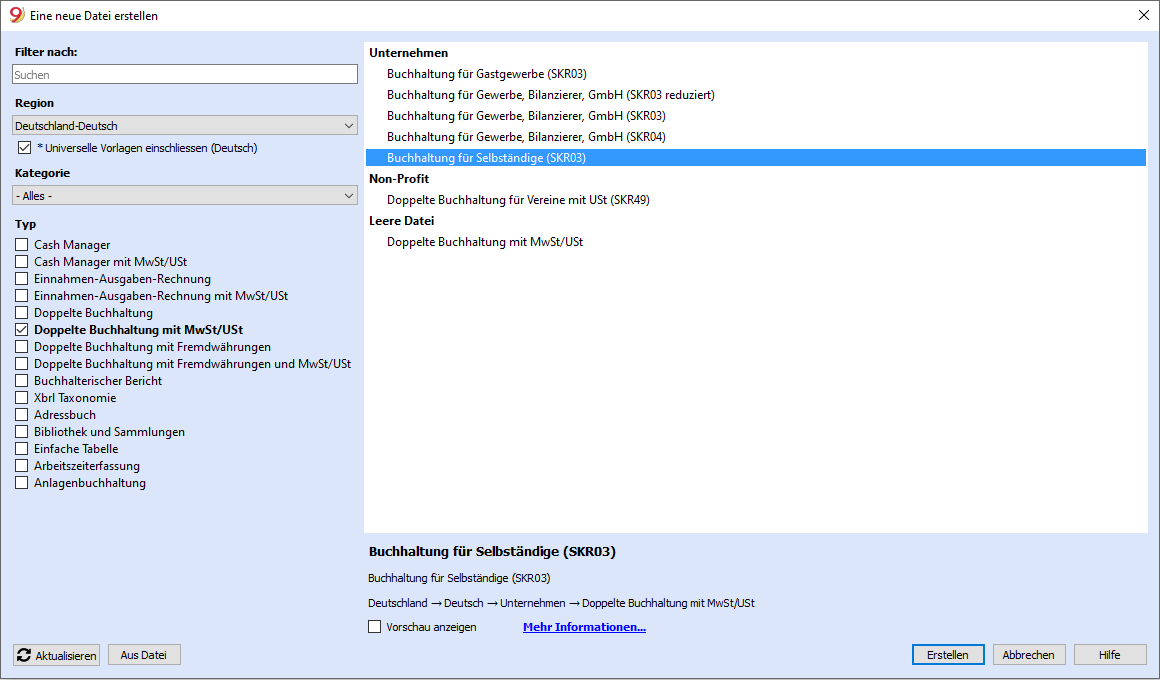 Eine neue Datei erstellen
Filter nach:
Suchen
Region
Deutschland-Deutsch
* Universelle Vorlagen einschliessen (Deutsch)
Kategorie
- Alles -
Typ
Cash Manager
Cash Manager mit MwSt/USt
Einnahmen-Ausgaben-Rechnung
Einnahmen-Ausgaben-Rechnung mit MwSt/USt
Doppelte Buchhaltung
Doppelte Buchhaltung mit MwSt/USt
Doppelte Buchhaltung mit Fremdwährungen
Doppelte Buchhaltung mit Fremdwährungen und MwSt/USt
Buchhalterischer Bericht
Xbrl Taxonomie
Adressbuch
Bibliothek und Sammlungen
Einfache Tabelle
Arbeitszeiterfassung
Anlagenbuchhaltung
Unternehmen
Buchhaltung für Gastgewerbe (SKR03)
Buchhaltung für Gewerbe, Bilanzierer, GmbH (SKR03 reduziert)
Buchhaltung für Gewerbe, Bilanzierer, GmbH (SKR03)
Buchhaltung für Gewerbe, Bilanzierer, GmbH (SKR04)
Buchhaltung für Selbständige (SKR03)
Non-Profit
Doppelte Buchhaltung für Vereine mit USt (SKR49)
Leere Datei
Doppelte Buchhaltung mit MwSt/USt
Buchhaltung für Selbständige (SKR03)
Buchhaltung für Selbständige (SKR03)
Deutschland → Deutsch → Unternehmen → Doppelte Buchhaltung mit MwSt/USt
Vorschau anzeigen Mehr Informationen...
Aktualisieren Aus Datei Erstellen Abbrechen Hilfe